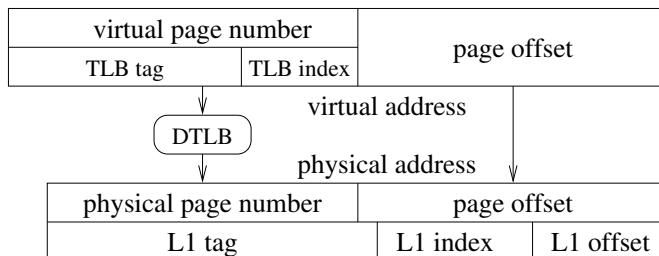 virtual page number
page offset
TLB tag
TLB index
virtual address
DTLB
physical address
physical page number
page offset
L1 tag
L1 index
L1 offset